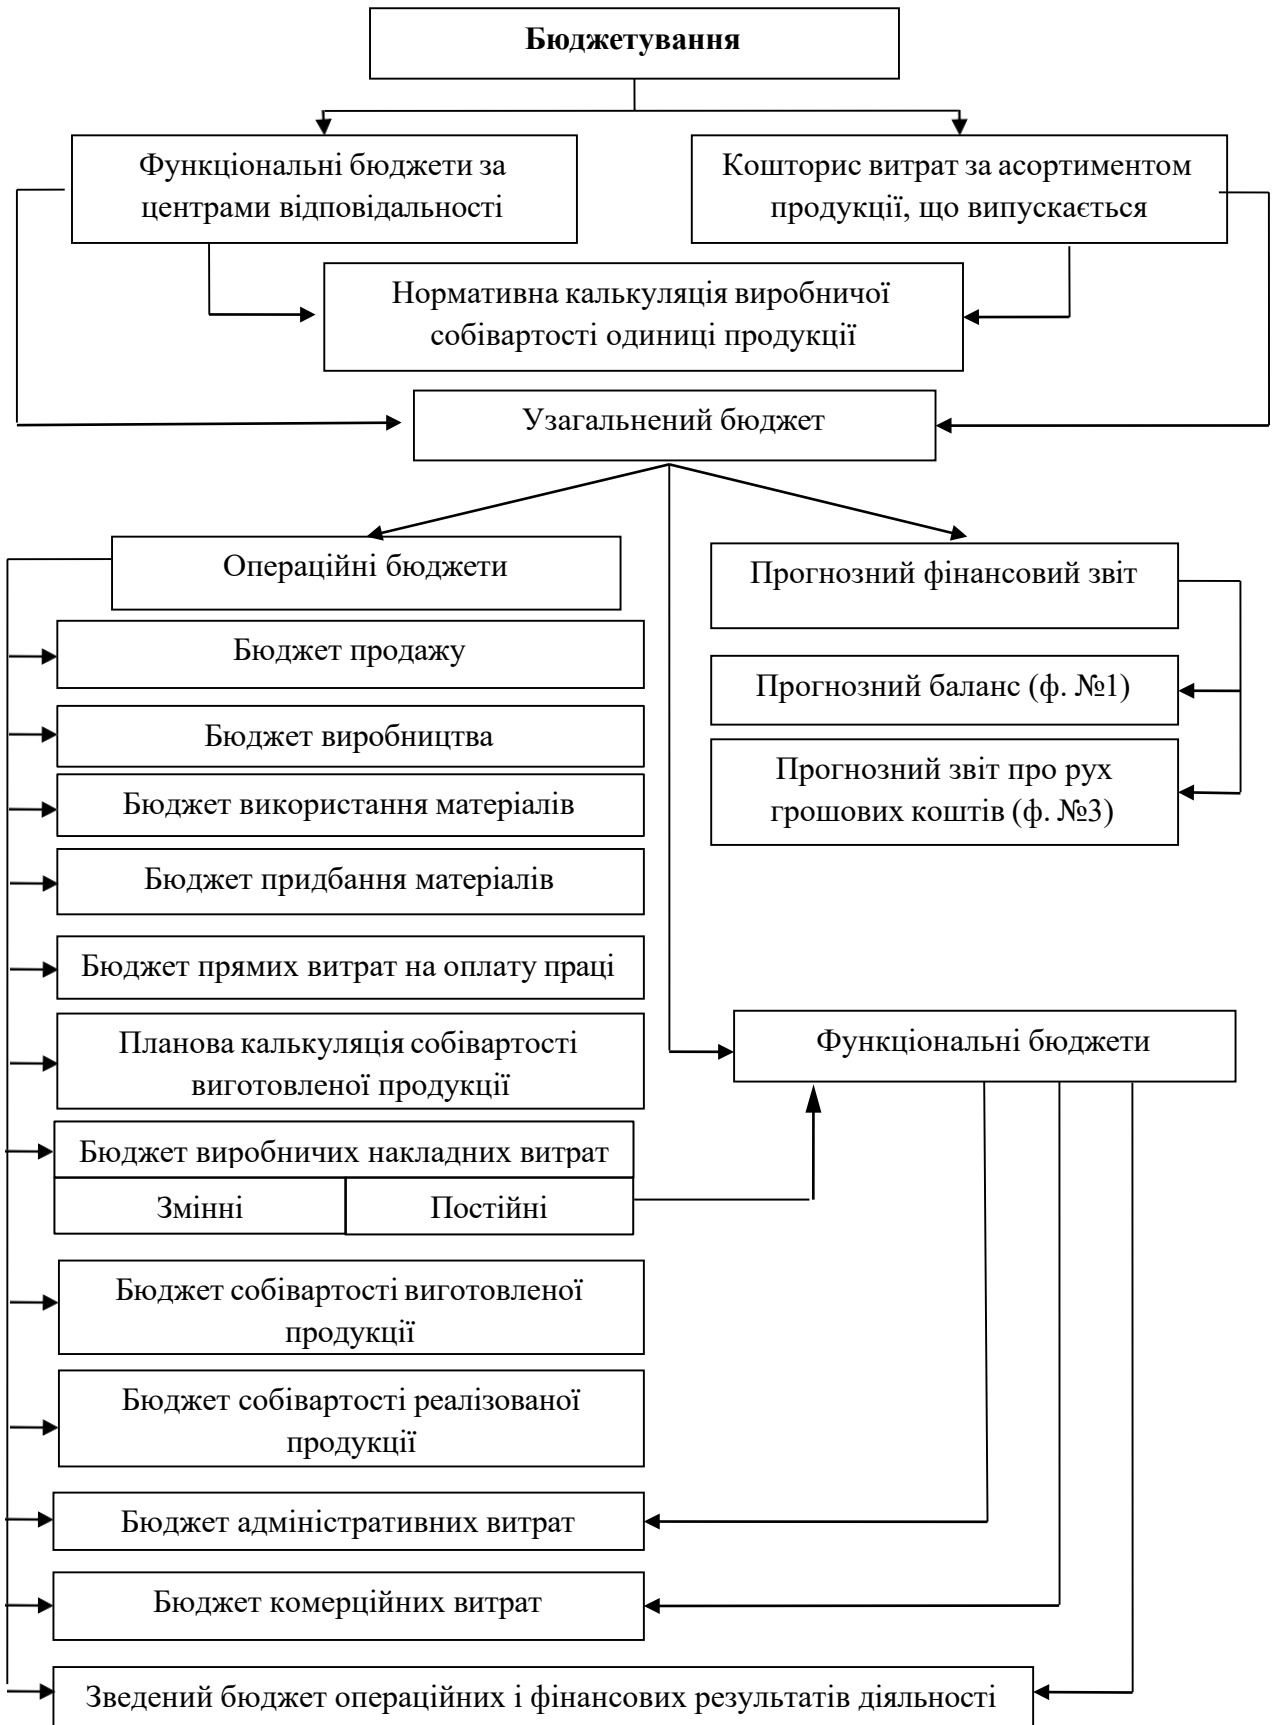 Бюджетування
Функціональні бюджети за
центрами відповідальності
Кошторис витрат за асортиментом
продукції, що випускається
Нормативна калькуляція виробничої
собівартості одиниці продукції
Узагальнений бюджет
Операційні бюджети
Прогнозний фінансовий звіт
Бюджет продажу
Прогнозний баланс (ф. №1)
Бюджет виробництва
Прогнозний звіт про рух
грошових коштів (ф. №3)
Бюджет використання матеріалів
Бюджет придбання матеріалів
Бюджет прямих витрат на оплату праці
Планова калькуляція собівартості
виготовленої продукції
Функціональні бюджети
Бюджет виробничих накладних витрат
Змінні
Постійні
Бюджет собівартості виготовленої
продукції
Бюджет собівартості реалізованої
продукції
Бюджет адміністративних витрат
Бюджет комерційних витрат
Зведений бюджет операційних і фінансових результатів діяльності